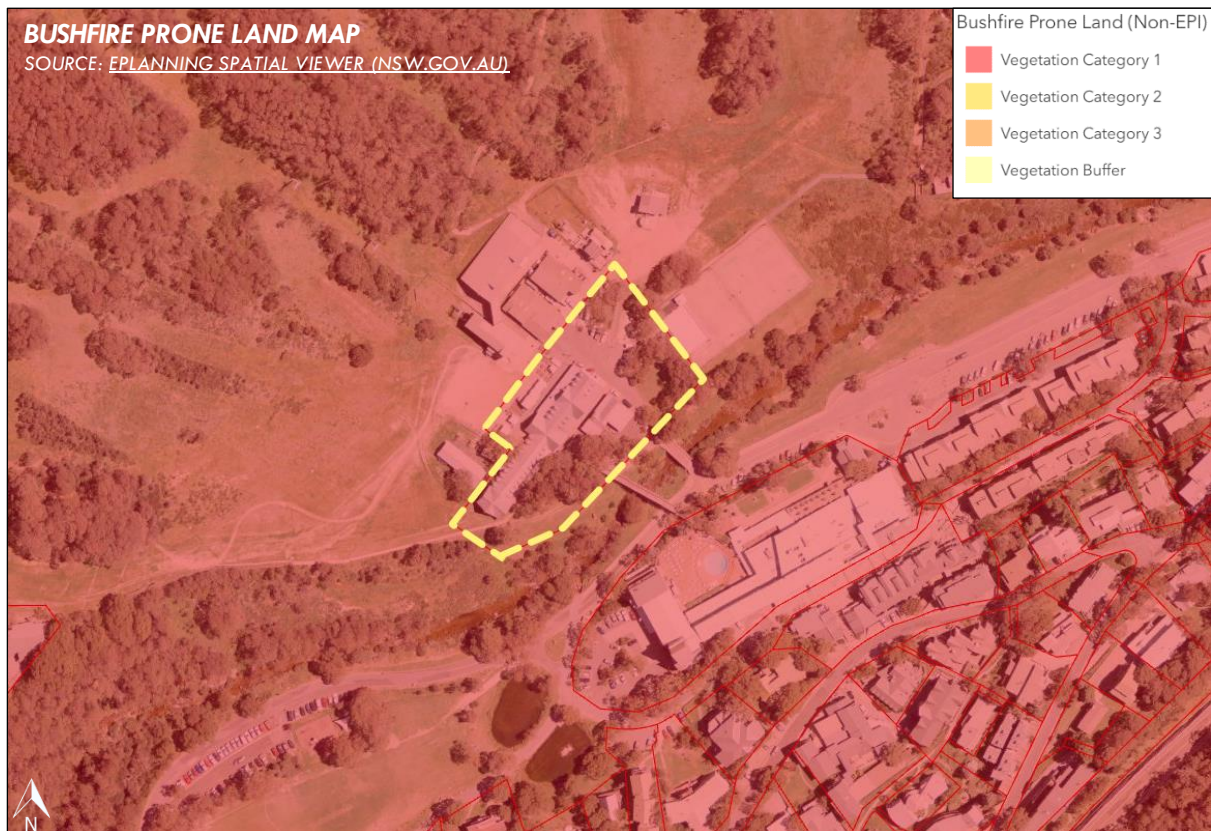 BUSHFIRE PRONE LAND MAP
SOURCE: EPLANNING SPATIAL VIEWER (NSW.GOV.AU)
Bushfire Prone Land (Non-EPI)
Vegetation Category 1
Vegetation Category 2
Vegetation Category 3
Vegetation Buffer
N